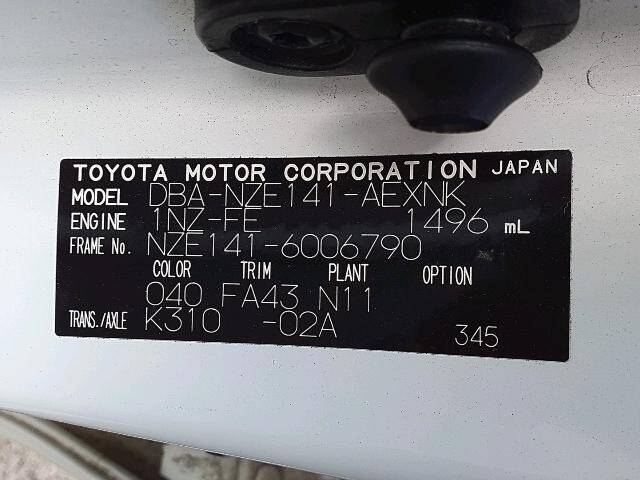 TOYOTA MOTOR CORPORATION JAPAN
MODEL DBA-NZE141-AEXNK
ENGINE 1NZ-FE 1496 mL
FRAME No. NZE141-6006790
COLOR TRIM PLANT OPTION
040 FA43 N11
TRANS./AXLE K310 -02A 345